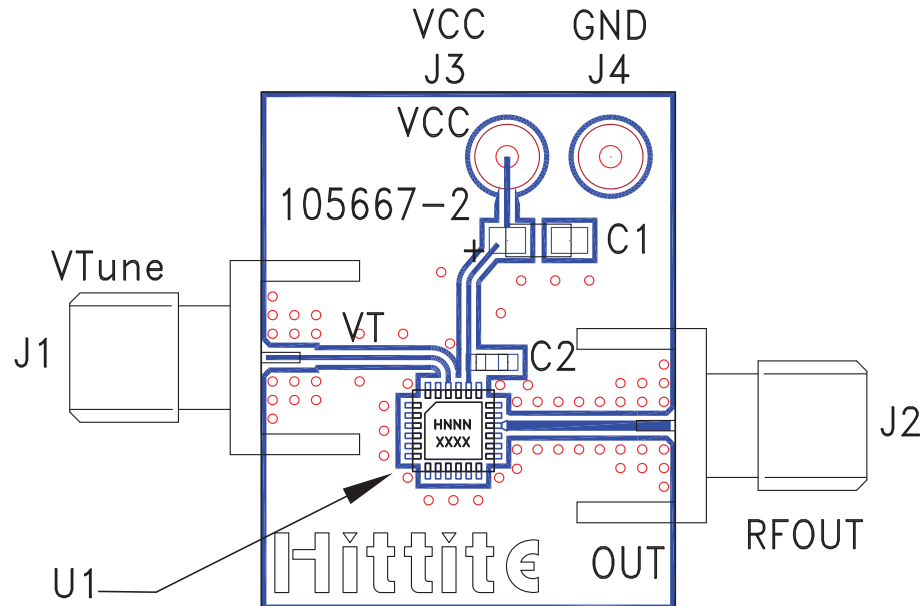 VCC GND
J3 J4
VCC
105667-2
C1
VTune
VT
J1
C2
HNNN
XXXX
J2
Hittite
OUT
RFOUT
U1